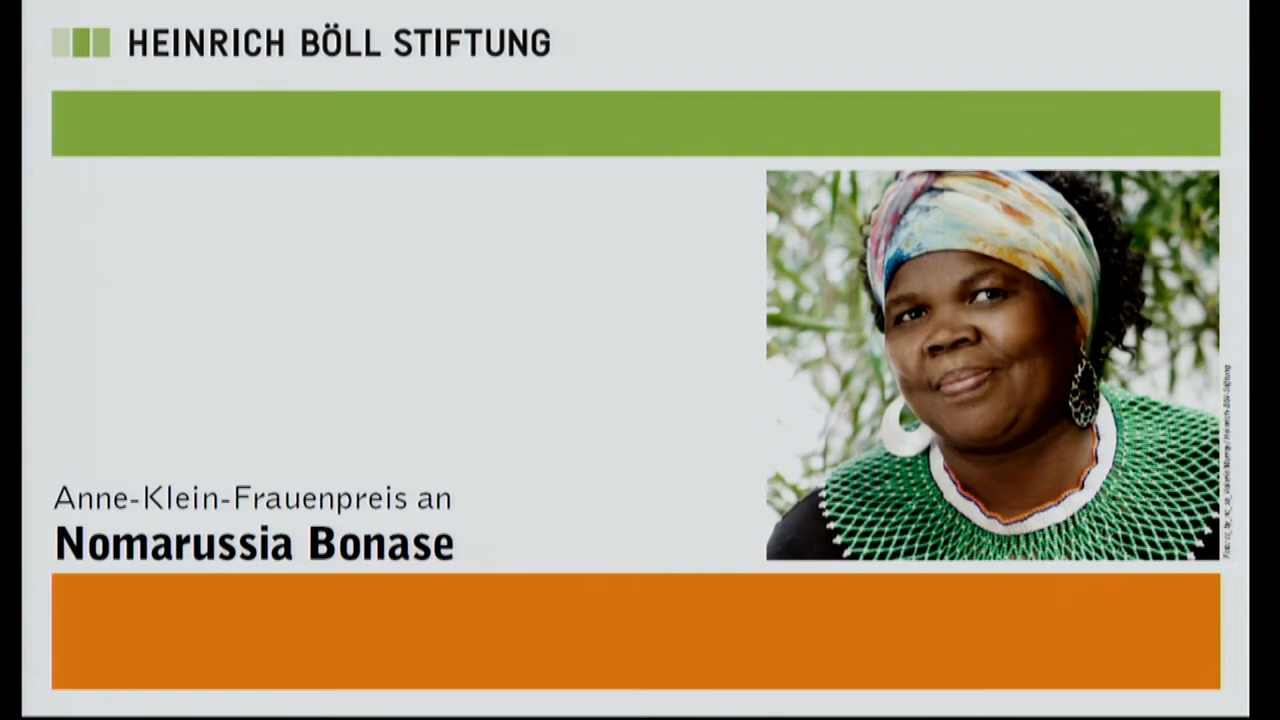 HEINRICH BÖLL STIFTUNG
Anne-Klein-Frauenpreis an
Nomarussia Bonase